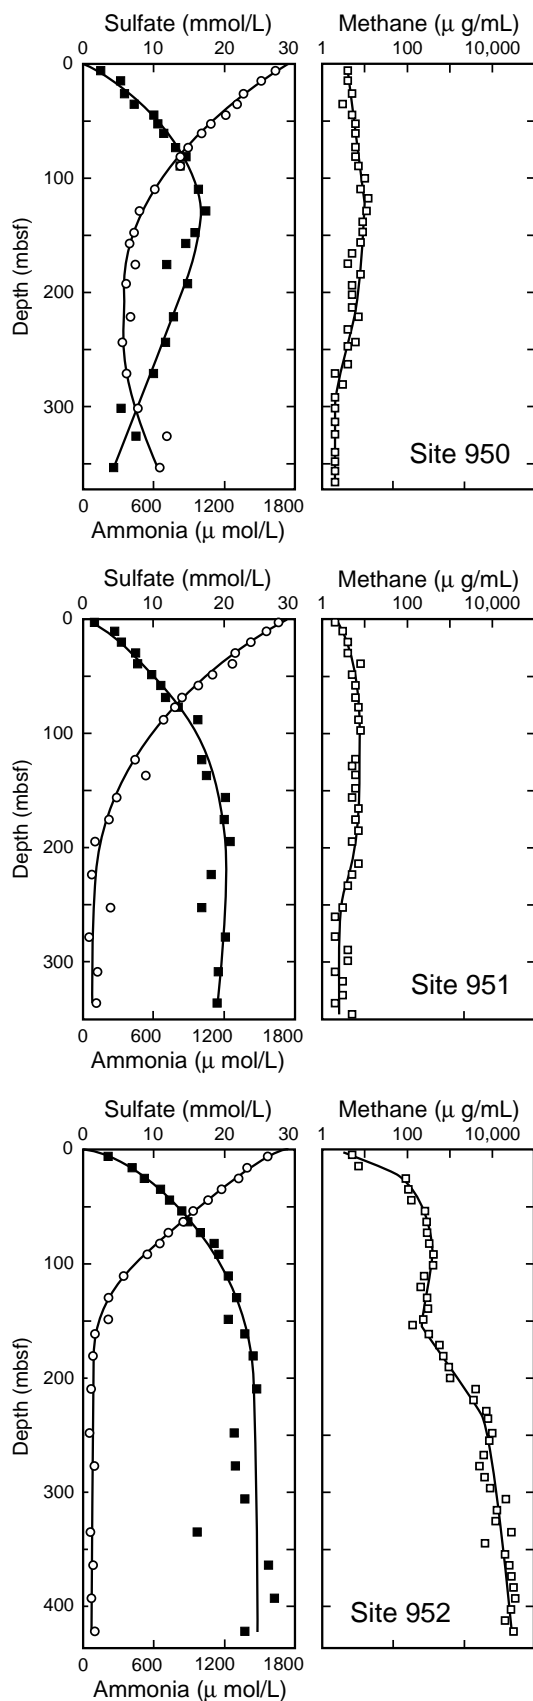 Sulfate (mmol/L)
0 10 20 30
Methane (μ g/mL)
1 100 10,000
0
100
200
300
Depth (mbsf)
Site 950
0 600 1200 1800
Ammonia (μ mol/L)
Sulfate (mmol/L)
0 10 20 30
Methane (μ g/mL)
1 100 10,000
0
100
200
300
Depth (mbsf)
Site 951
0 600 1200 1800
Ammonia (μ mol/L)
Sulfate (mmol/L)
0 10 20 30
Methane (μ g/mL)
1 100 10,000
0
100
200
300
400
Depth (mbsf)
Site 952
0 600 1200 1800
Ammonia (μ mol/L)